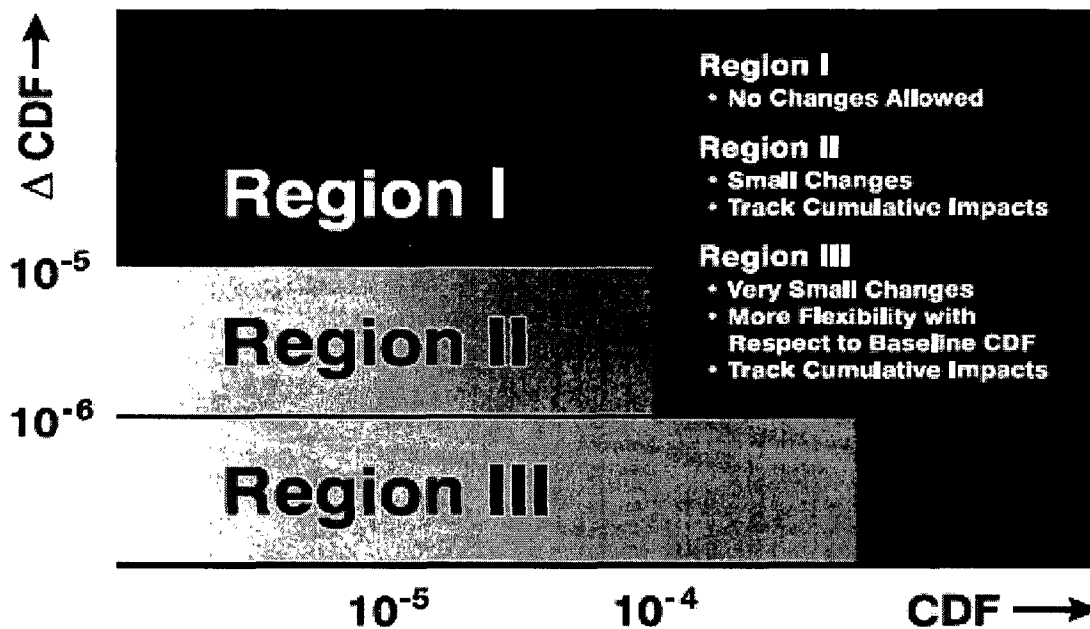 Δ CDF→
Region I
• No Changes Allowed
Region II
• Small Changes
• Track Cumulative Impacts
Region III
• Very Small Changes
• More Flexibility with
Respect to Baseline CDF
• Track Cumulative Impacts
Region I
10⁻⁵
Region II
10⁻⁶
Region III
10⁻⁵ 10⁻⁴ CDF→